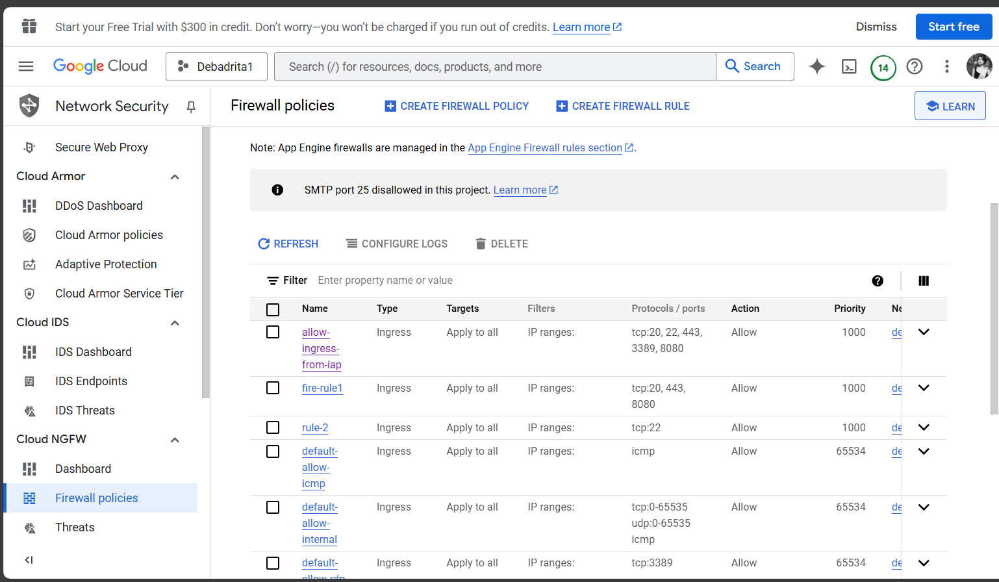 Start your Free Trial with $300 in credit. Don’t worry—you won’t be charged if you run out of credits. Learn more
Dismiss
Start free
Google Cloud
Debadrita1
Search (/) for resources, docs, products, and more
Search
14
Network Security
Firewall policies
CREATE FIREWALL POLICY
CREATE FIREWALL RULE
LEARN
Secure Web Proxy
Cloud Armor
DDoS Dashboard
Cloud Armor policies
Adaptive Protection
Cloud Armor Service Tier
Cloud IDS
IDS Dashboard
IDS Endpoints
IDS Threats
Cloud NGFW
Dashboard
Firewall policies
Threats
Note: App Engine firewalls are managed in the App Engine Firewall rules section.
SMTP port 25 disallowed in this project. Learn more
REFRESH
CONFIGURE LOGS
DELETE
Filter Enter property name or value
Name Type Targets Filters Protocols / ports Action Priority Ne
allow- Ingress Apply to all IP ranges: tcp:20, 22, 443, Allow 1000 de
ingress- 3389, 8080
from-iap
fire-rule1 Ingress Apply to all IP ranges: tcp:20, 443, Allow 1000 de
8080
rule-2 Ingress Apply to all IP ranges: tcp:22 Allow 1000 de
default- Ingress Apply to all IP ranges: icmp Allow 65534 de
allow-
icmp
default- Ingress Apply to all IP ranges: tcp:0-65535 Allow 65534 de
allow- udp:0-65535
internal icmp
default- Ingress Apply to all IP ranges: tcp:3389 Allow 65534 de
allow-rdp